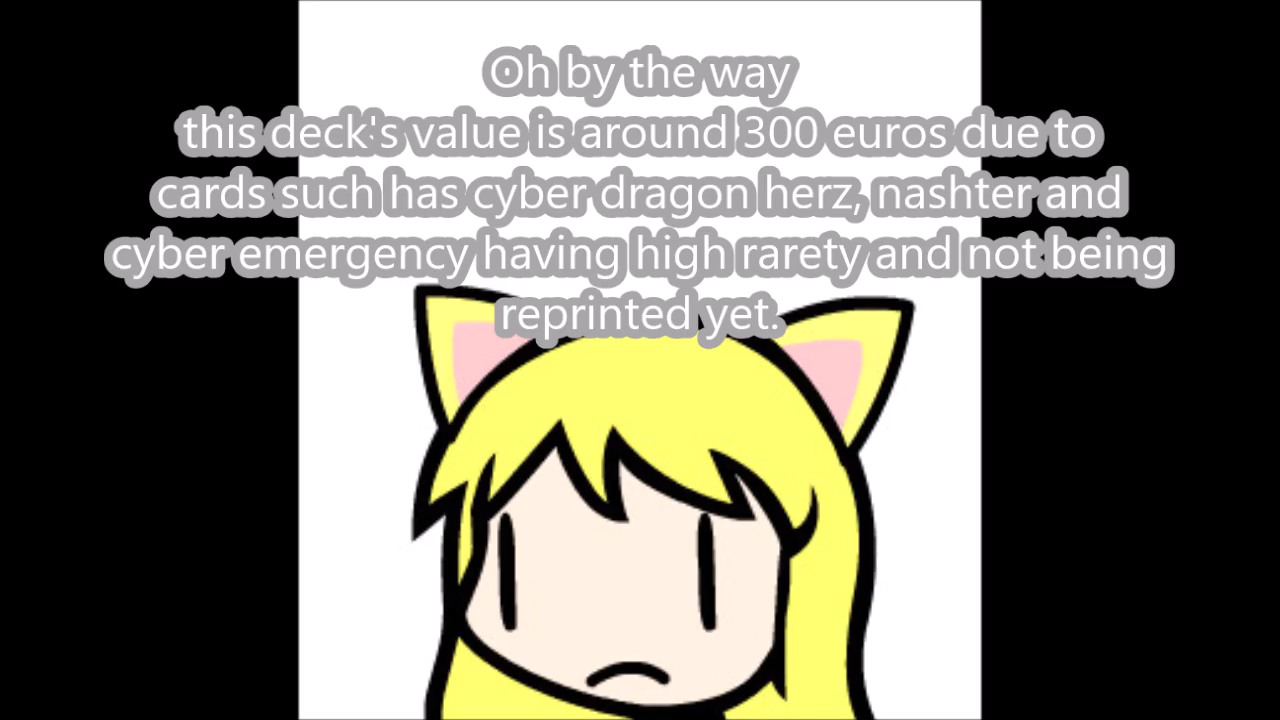 Oh by the way
this deck's value is around 300 euros due to
cards such has cyber dragon herz, nashter and
cyber emergency having high rarety and not being
reprinted yet.